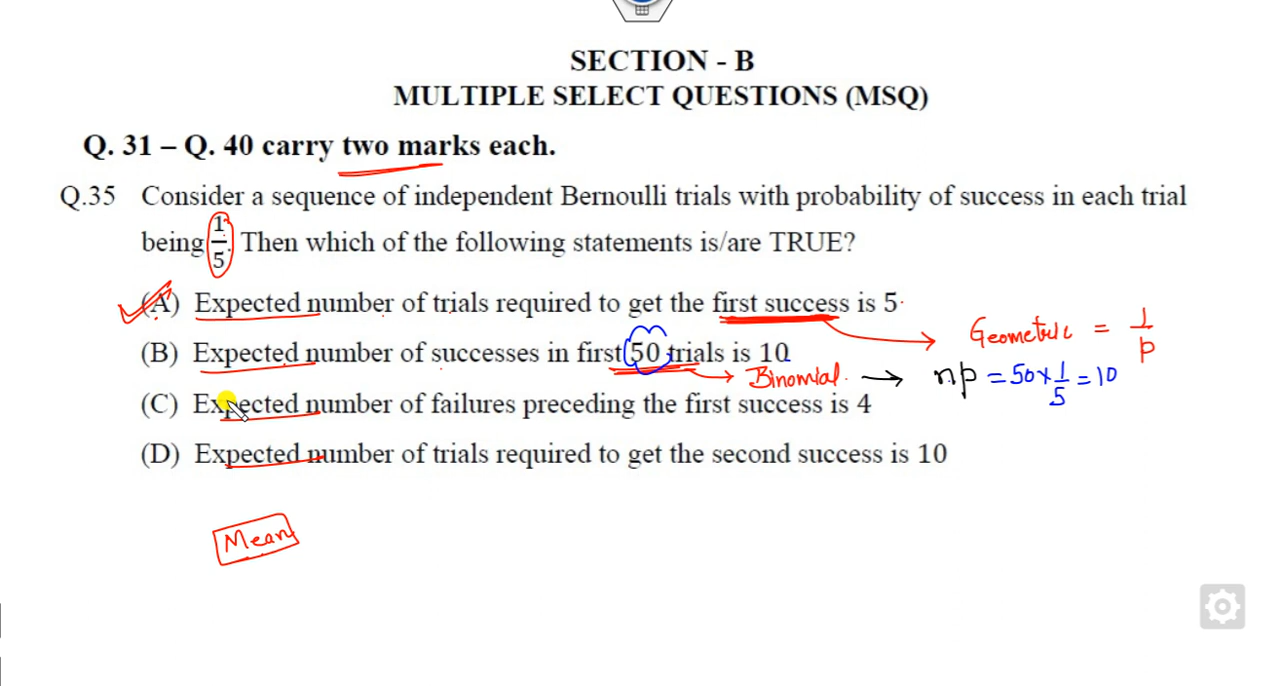 SECTION - B
MULTIPLE SELECT QUESTIONS (MSQ)
Q. 31 – Q. 40 carry two marks each.
Q.35 Consider a sequence of independent Bernoulli trials with probability of success in each trial
being 1/5. Then which of the following statements is/are TRUE?
(A) Expected number of trials required to get the first success is 5
Geometric = 1/p
(B) Expected number of successes in first 50 trials is 10
Binomial. → np = 50 × 1/5 = 10
(C) Expected number of failures preceding the first success is 4
(D) Expected number of trials required to get the second success is 10
Mean